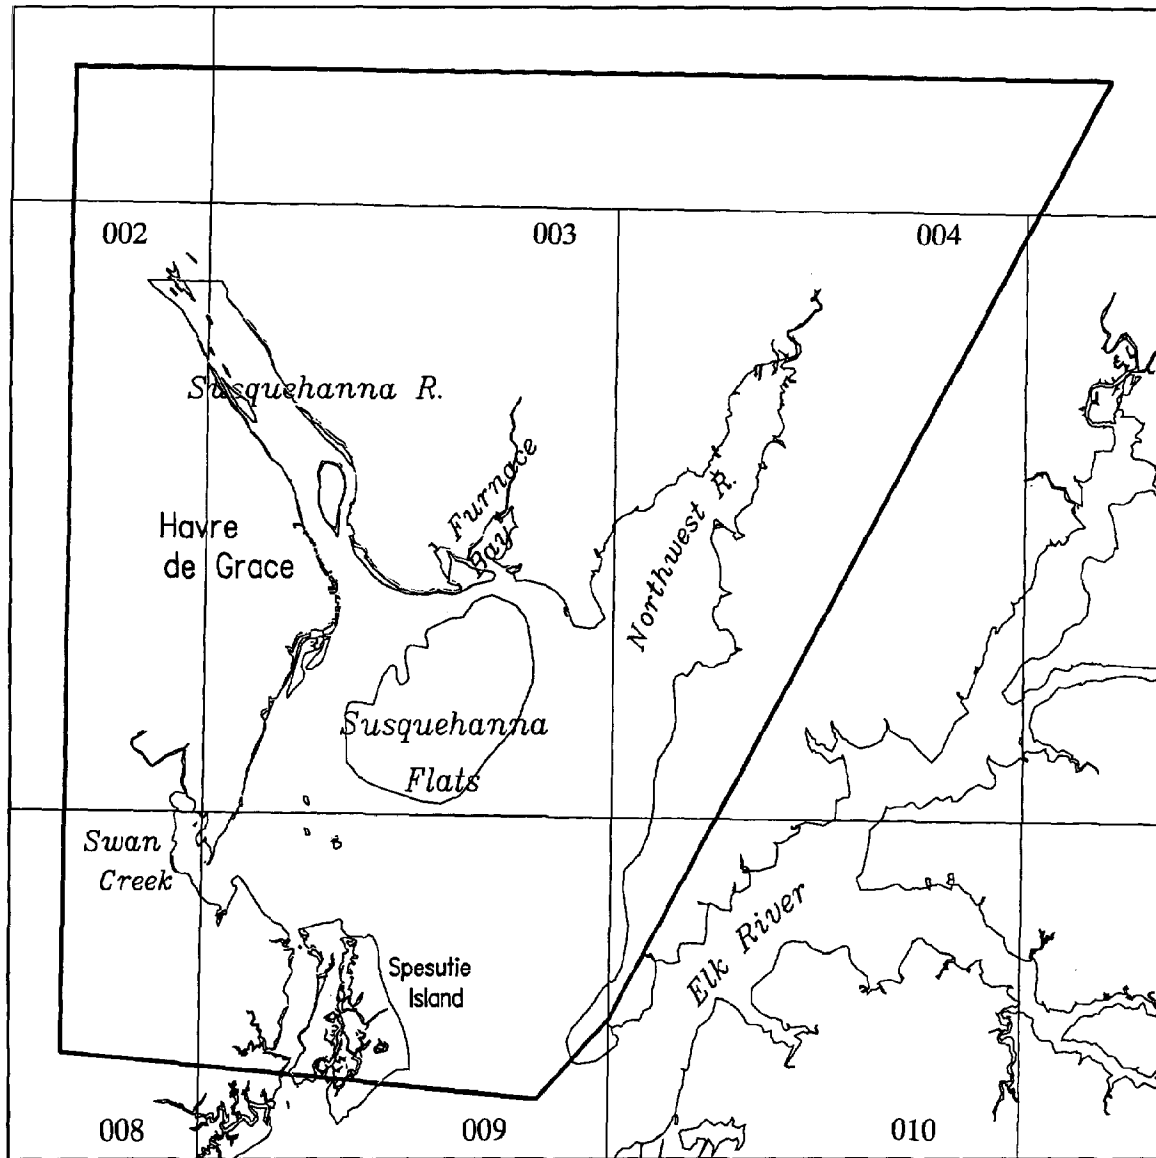 002
003
004
Susquehanna R.
Furnace
Bay
Northwest R.
Havre
de Grace
Susquehanna
Flats
Swan
Creek
Elk River
Spesutie
Island
008
009
010